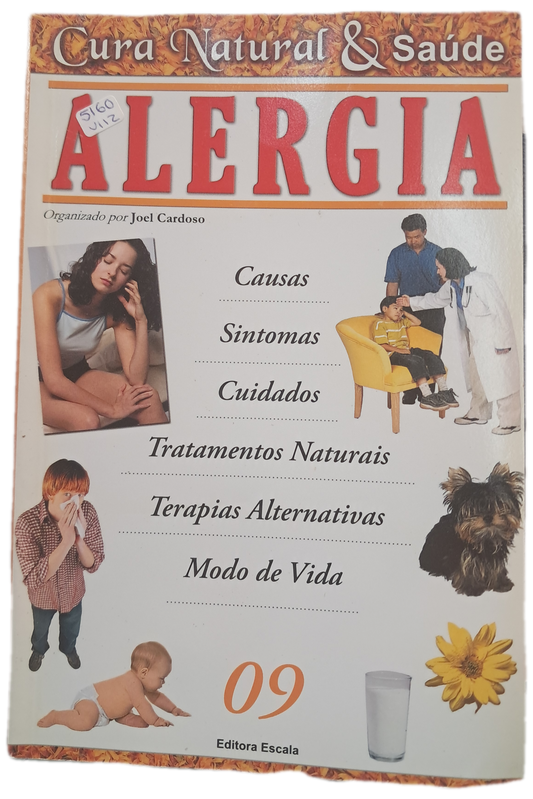 Cura Natural & Saúde
5160
V112
ALERGIA
Organizado por Joel Cardoso
Causas
Sintomas
Cuidados
Tratamentos Naturais
Terapias Alternativas
Modo de Vida
09
Editora Escala